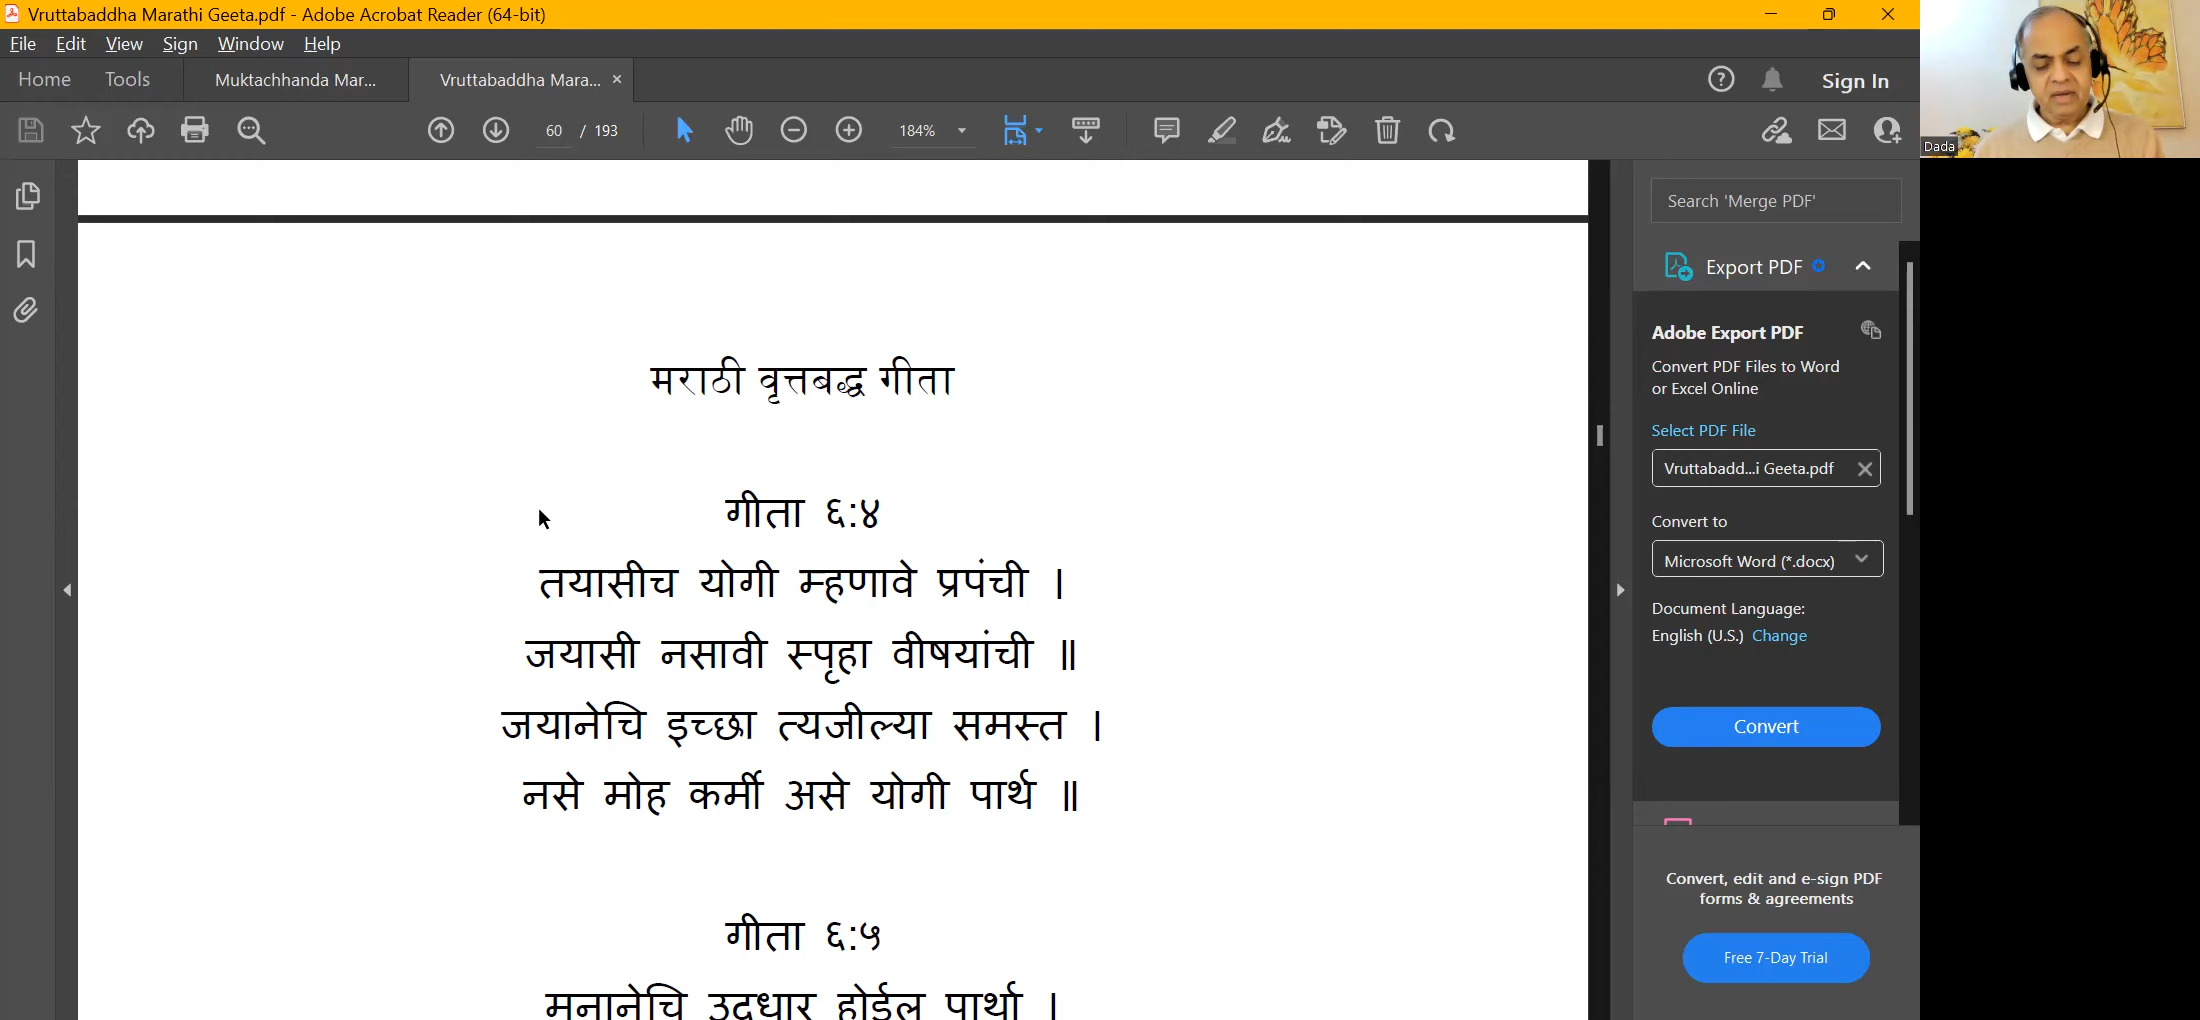 Vruttabaddha Marathi Geeta.pdf - Adobe Acrobat Reader (64-bit)
File Edit View Sign Window Help
Home Tools Muktachhanda Mar... Vruttabaddha Mara... Sign In
60 / 193 184%
Dada
Search 'Merge PDF'
Export PDF
Adobe Export PDF
Convert PDF Files to Word
or Excel Online
Select PDF File
Vruttabadd...i Geeta.pdf
Convert to
Microsoft Word (*.docx)
Document Language:
English (U.S.) Change
Convert
Convert, edit and e-sign PDF
forms & agreements
Free 7-Day Trial
मराठी वृत्तबद्ध गीता
गीता ६:४
तयासीच योगी म्हणावे प्रपंची ।
जयासी नसावी स्पृहा वीषयांची ॥
जयानेचि इच्छा त्यजील्या समस्त ।
नसे मोह कर्मी असे योगी पार्थ ॥
गीता ६:५
मनानेचि उद्धार होईल पार्था ।